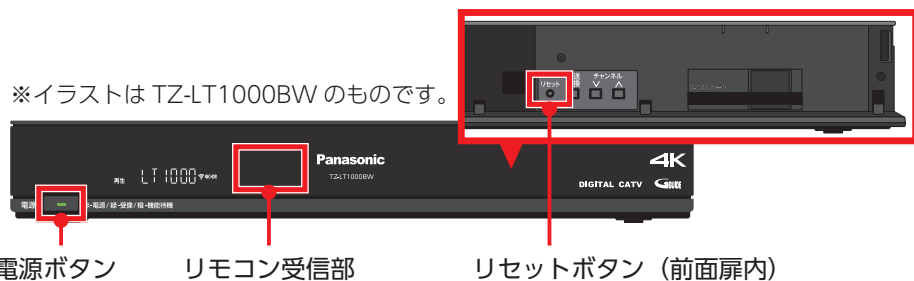 リセット
チャンネル
※イラストは TZ-LT1000BW のものです。
Panasonic
TZ-LT1000BW
再生 LT1000
4K
DIGITAL CATV
電源
電源ボタン
リモコン受信部
リセットボタン（前面扉内）